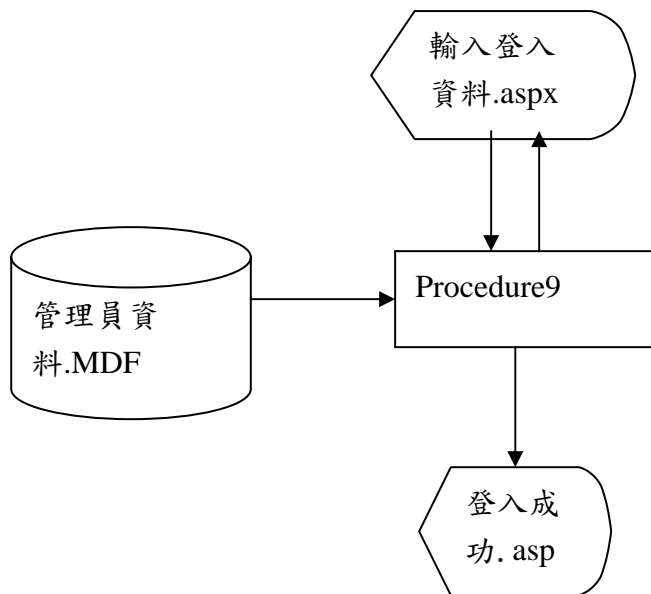 輸入登入
資料.aspx
Procedure9
管理員資
料.MDF
登入成
功. asp